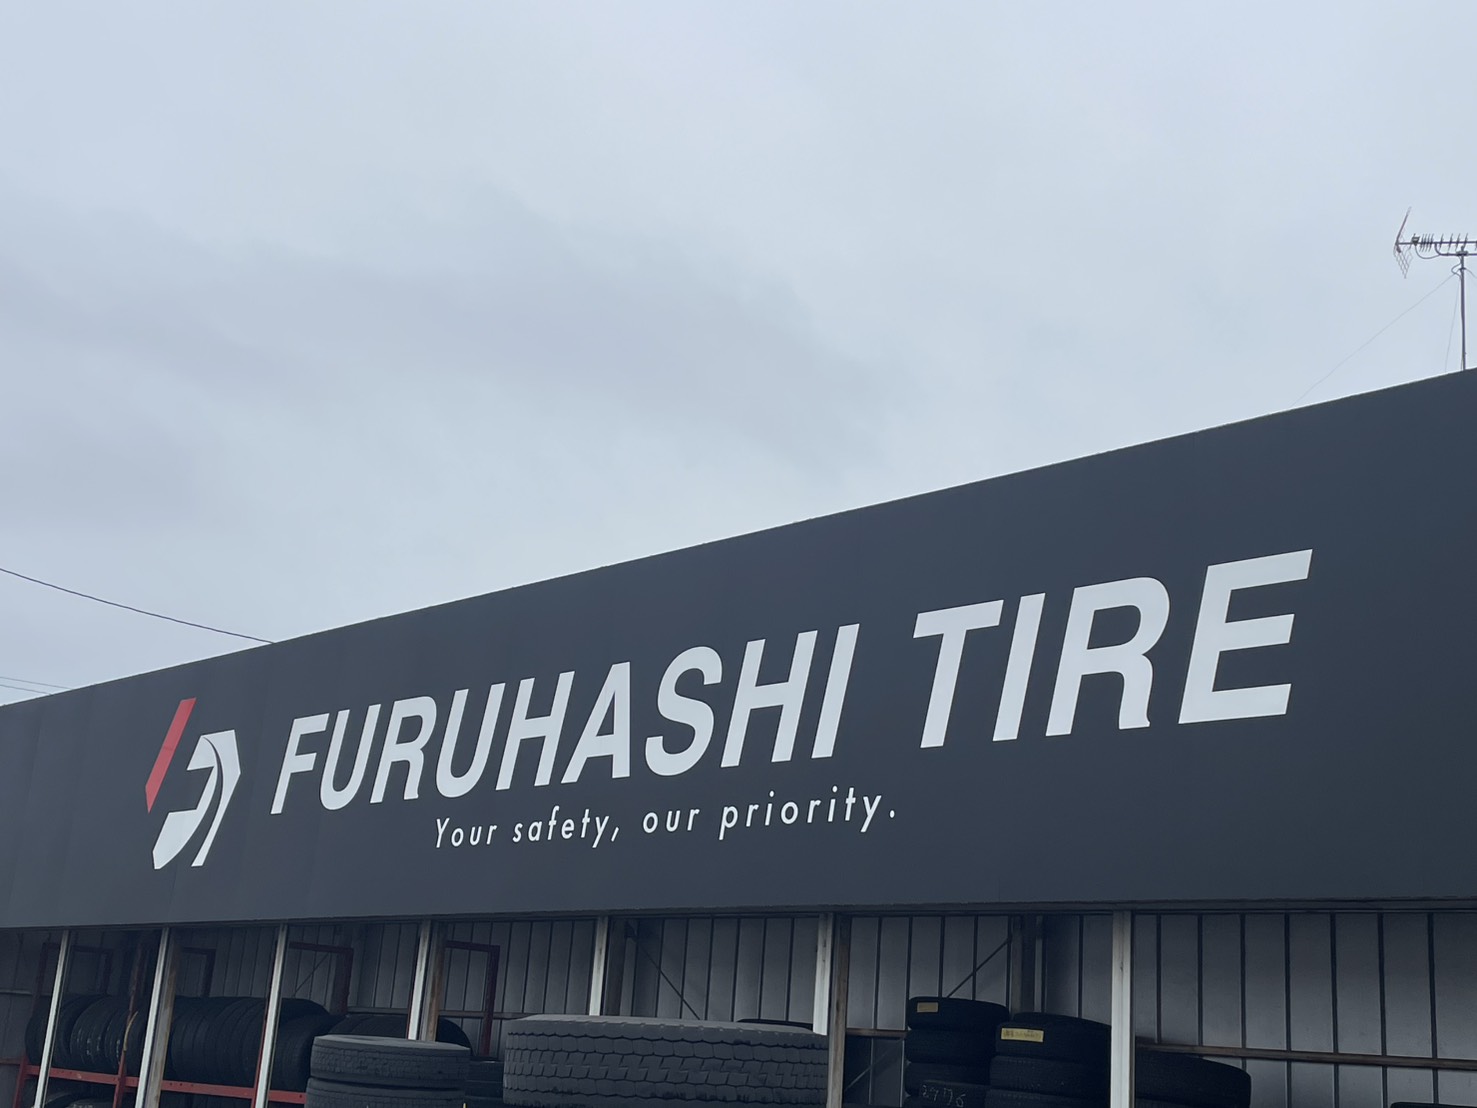 FURUHASHI TIRE
Your safety, our priority.